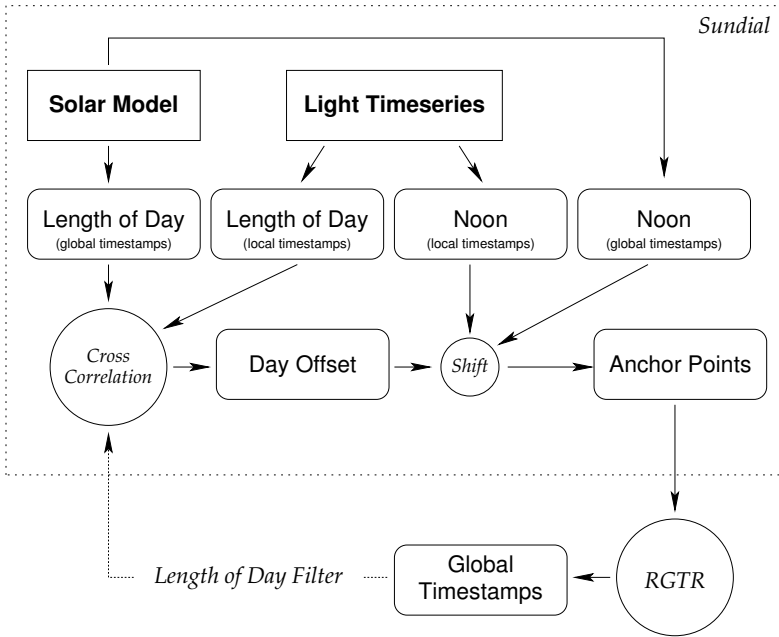 Sundial
Solar Model
Light Timeseries
Length of Day
(global timestamps)
Length of Day
(local timestamps)
Noon
(local timestamps)
Noon
(global timestamps)
Cross
Correlation
Day Offset
Shift
Anchor Points
Length of Day Filter
Global
Timestamps
RGTR